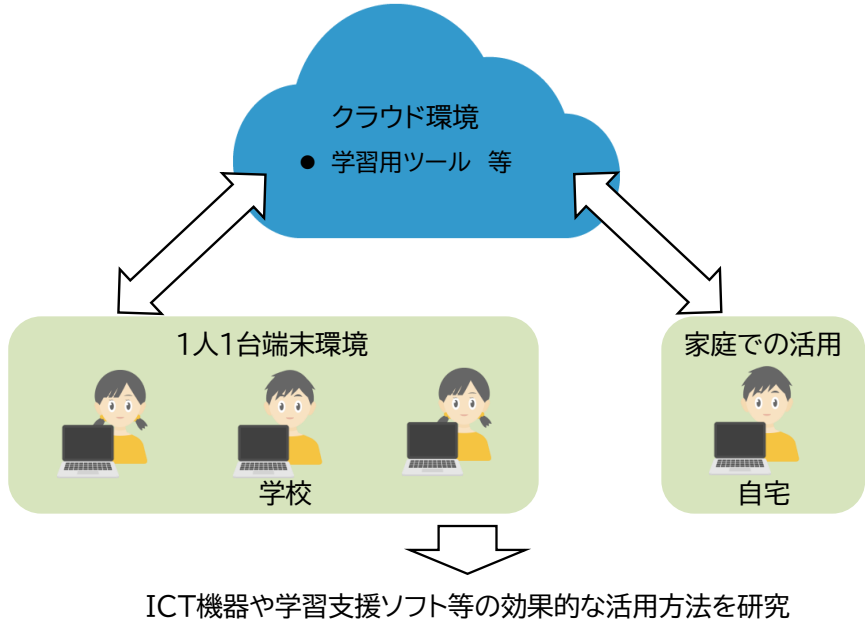 クラウド環境
● 学習用ツール 等
1人1台端末環境
学校
家庭での活用
自宅
ICT機器や学習支援ソフト等の効果的な活用方法を研究